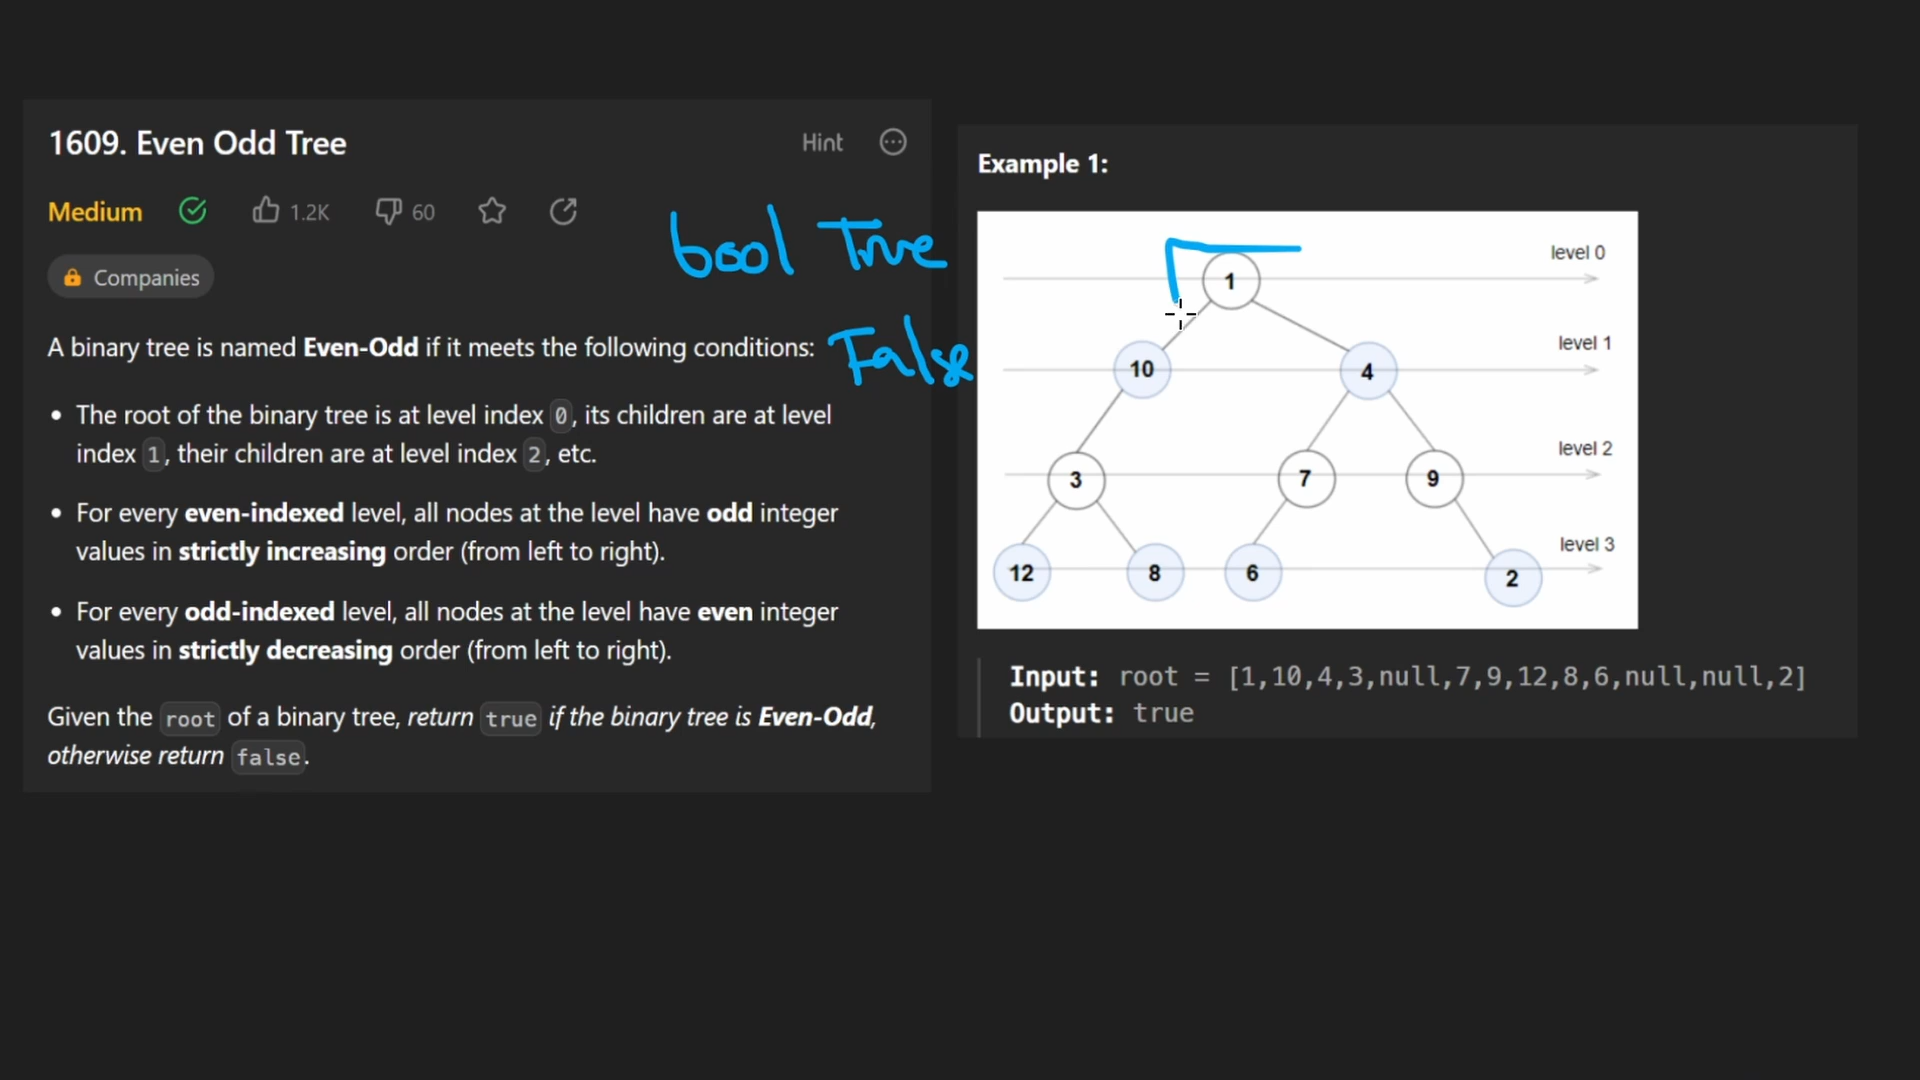 1609. Even Odd Tree
Hint
Medium
1.2K
60
Companies
bool True
False
A binary tree is named Even-Odd if it meets the following conditions:
• The root of the binary tree is at level index 0, its children are at level
index 1, their children are at level index 2, etc.
• For every even-indexed level, all nodes at the level have odd integer
values in strictly increasing order (from left to right).
• For every odd-indexed level, all nodes at the level have even integer
values in strictly decreasing order (from left to right).
Given the root of a binary tree, return true if the binary tree is Even-Odd,
otherwise return false.
Example 1:
level 0
1
level 1
10 4
level 2
3 7 9
level 3
12 8 6 2
Input: root = [1,10,4,3,null,7,9,12,8,6,null,null,2]
Output: true